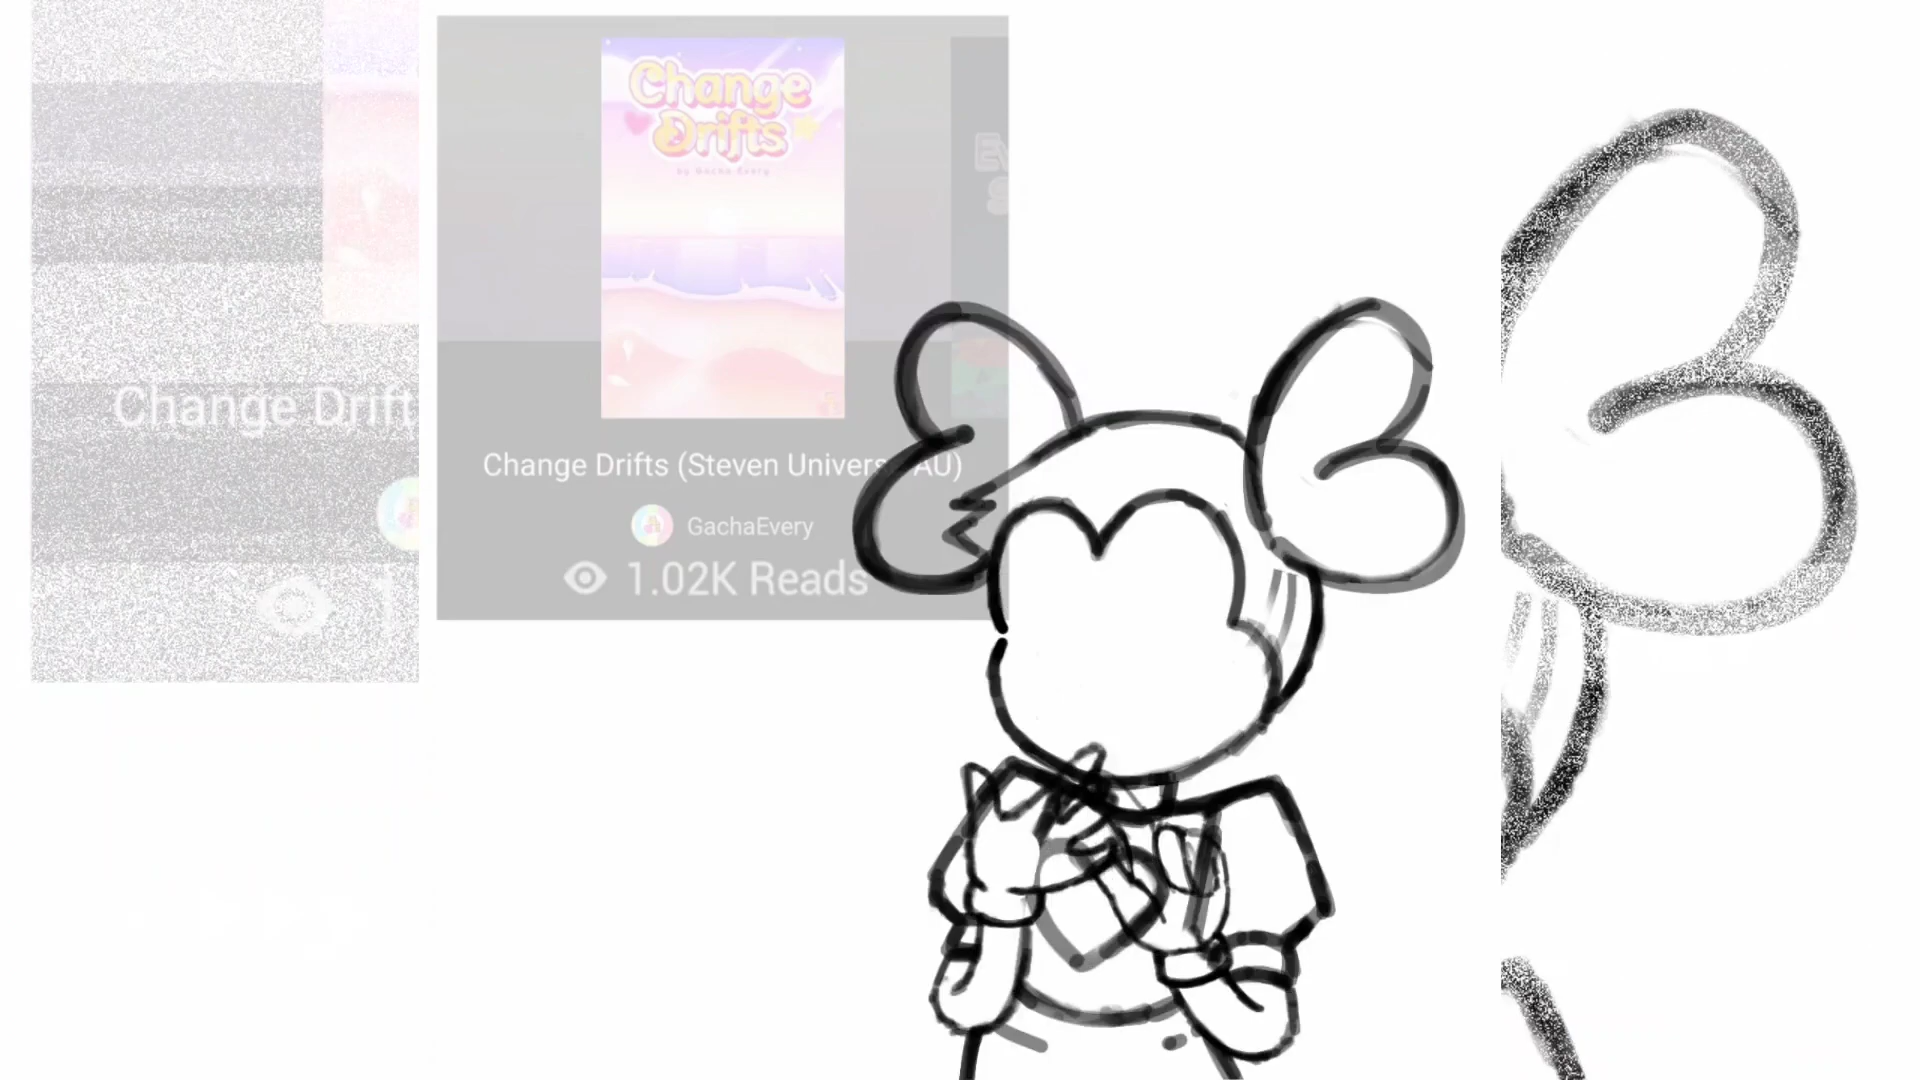 Change
Drifts
by Gacha Every
Change Drifts (Steven Univers AU)
GachaEvery
1.02K Reads
Change Drift